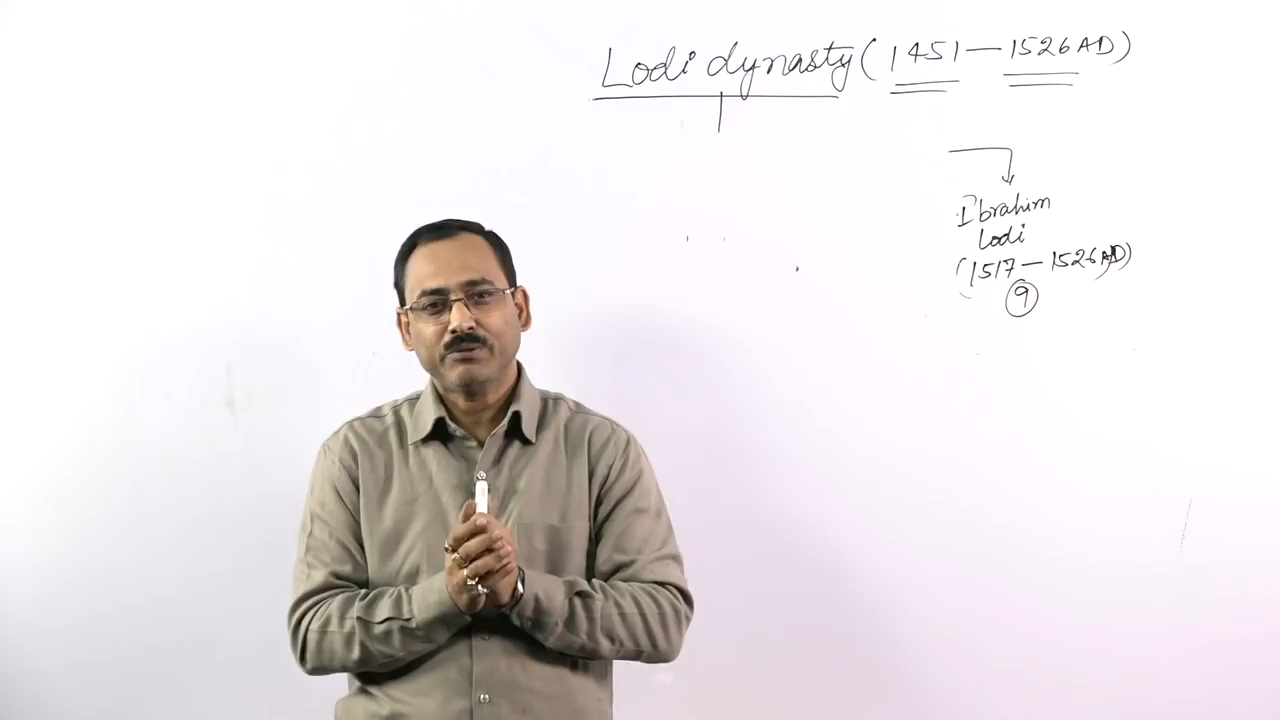 Lodi dynasty (1451 — 1526 AD)
Ibrahim
Lodi
(1517 — 1526 AD)
9